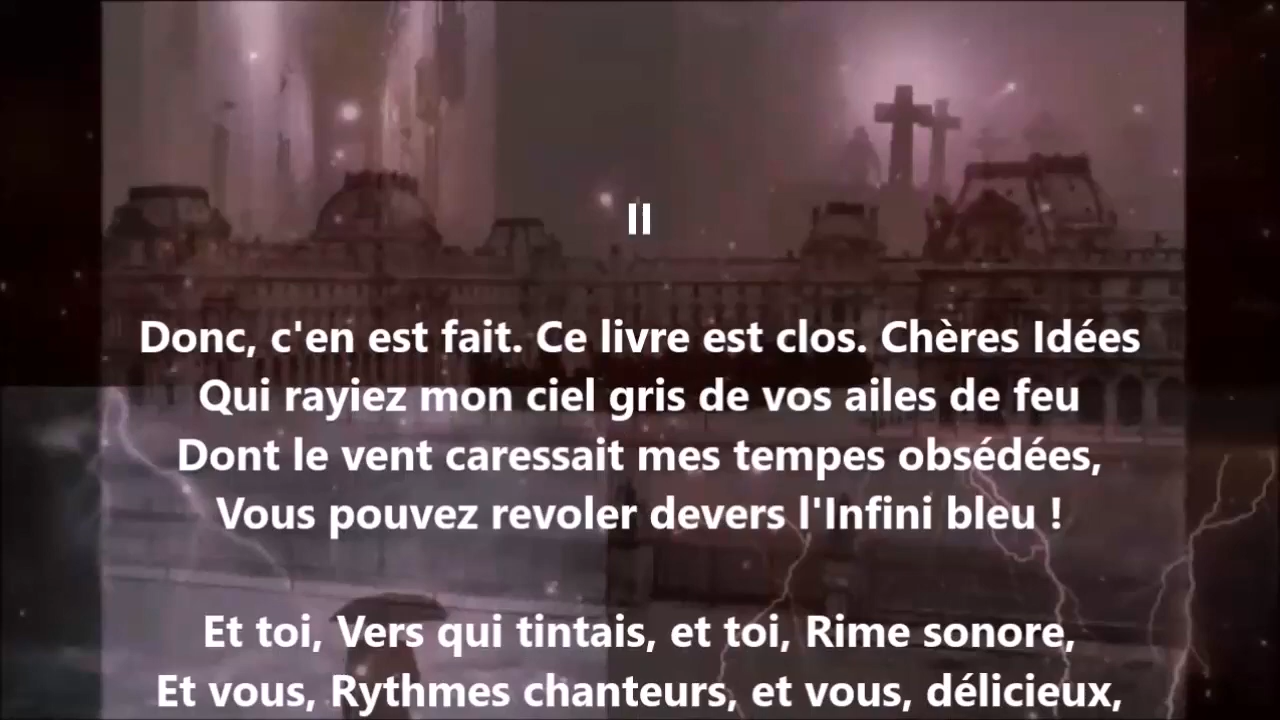 II
Donc, c'en est fait. Ce livre est clos. Chères Idées
Qui rayiez mon ciel gris de vos ailes de feu
Dont le vent caressait mes tempes obsédées,
Vous pouvez revoler devers l'Infini bleu !
Et toi, Vers qui tintais, et toi, Rime sonore,
Et vous, Rythmes chanteurs, et vous, délicieux,